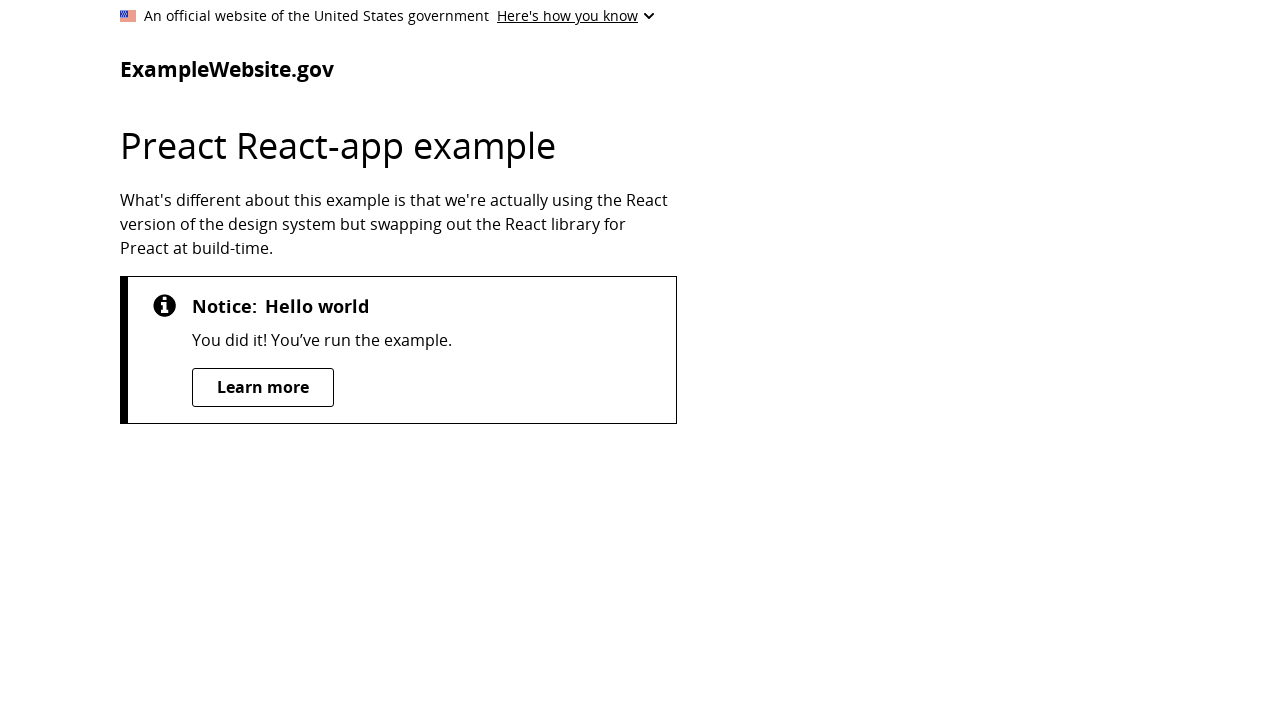 An official website of the United States government Here's how you know
ExampleWebsite.gov
Preact React-app example
What's different about this example is that we're actually using the React
version of the design system but swapping out the React library for
Preact at build-time.
Notice: Hello world
You did it! You’ve run the example.
Learn more